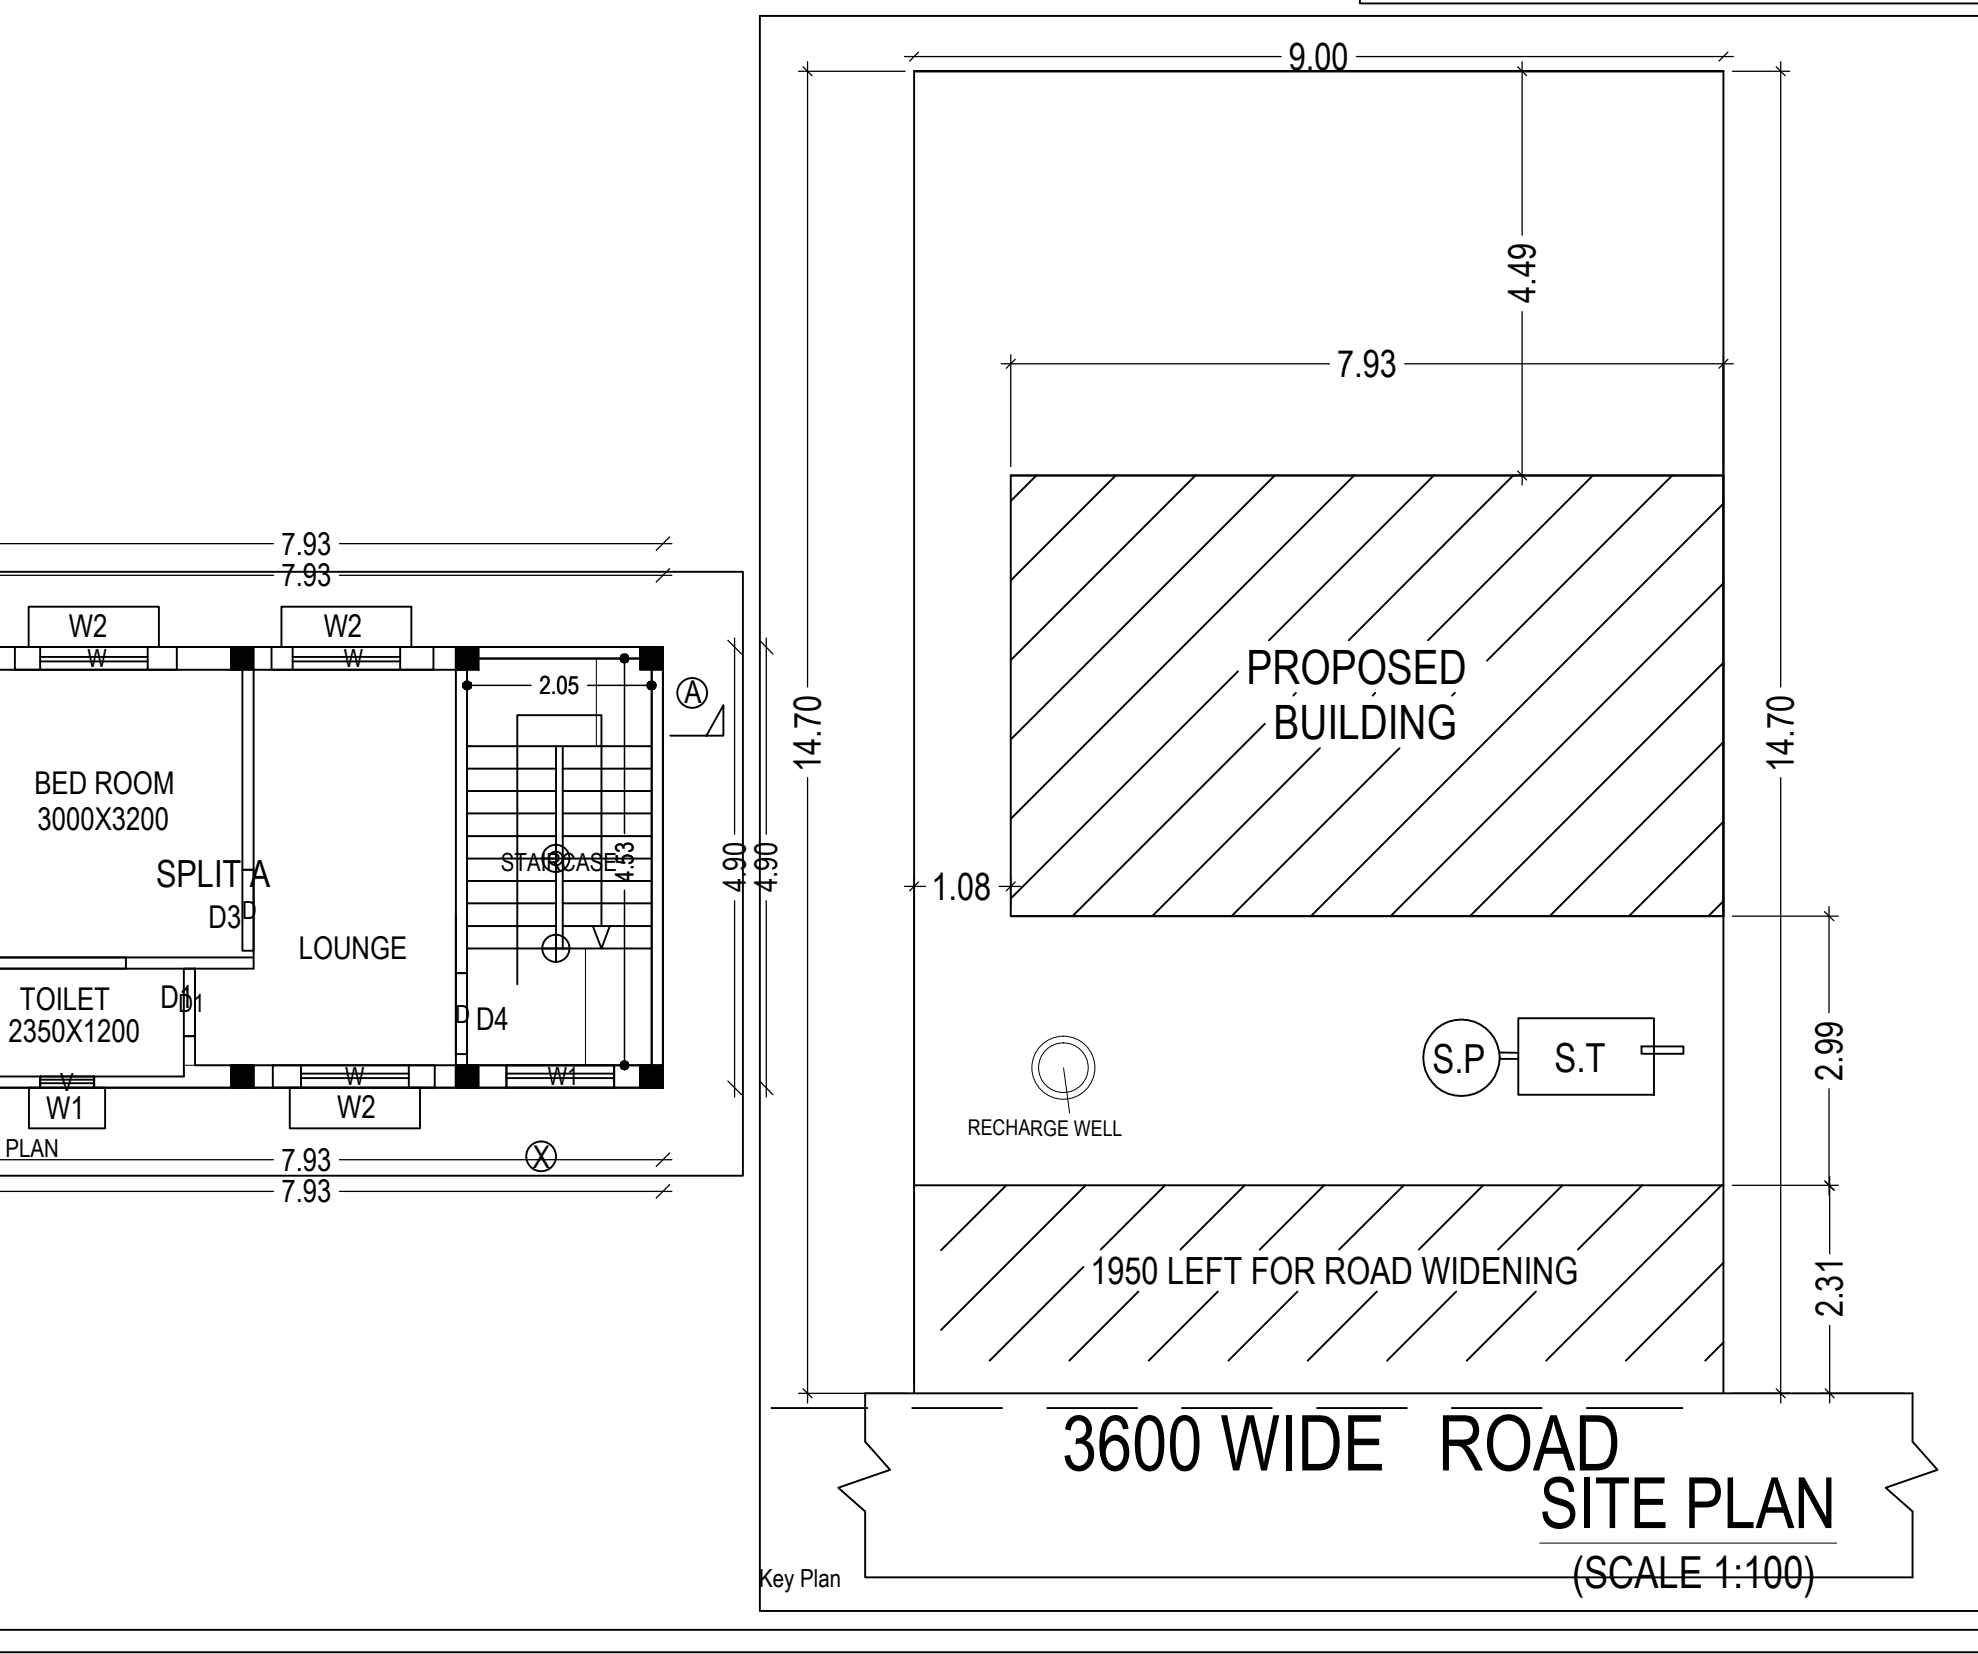 7.93
7.93
W2
W2
W
W
2.05
A
BED ROOM
3000X3200
SPLIT A
STAIRCASE
4.53
4.90
4.90
D3
D
LOUNGE
TOILET
2350X1200
D1
D1
D
D4
V
W
W1
W1
W2
PLAN
X
7.93
7.93
9.00
4.49
7.93
14.70
14.70
PROPOSED
BUILDING
1.08
S.P
S.T
2.99
RECHARGE WELL
1950 LEFT FOR ROAD WIDENING
2.31
3600 WIDE ROAD
SITE PLAN
(SCALE 1:100)
Key Plan